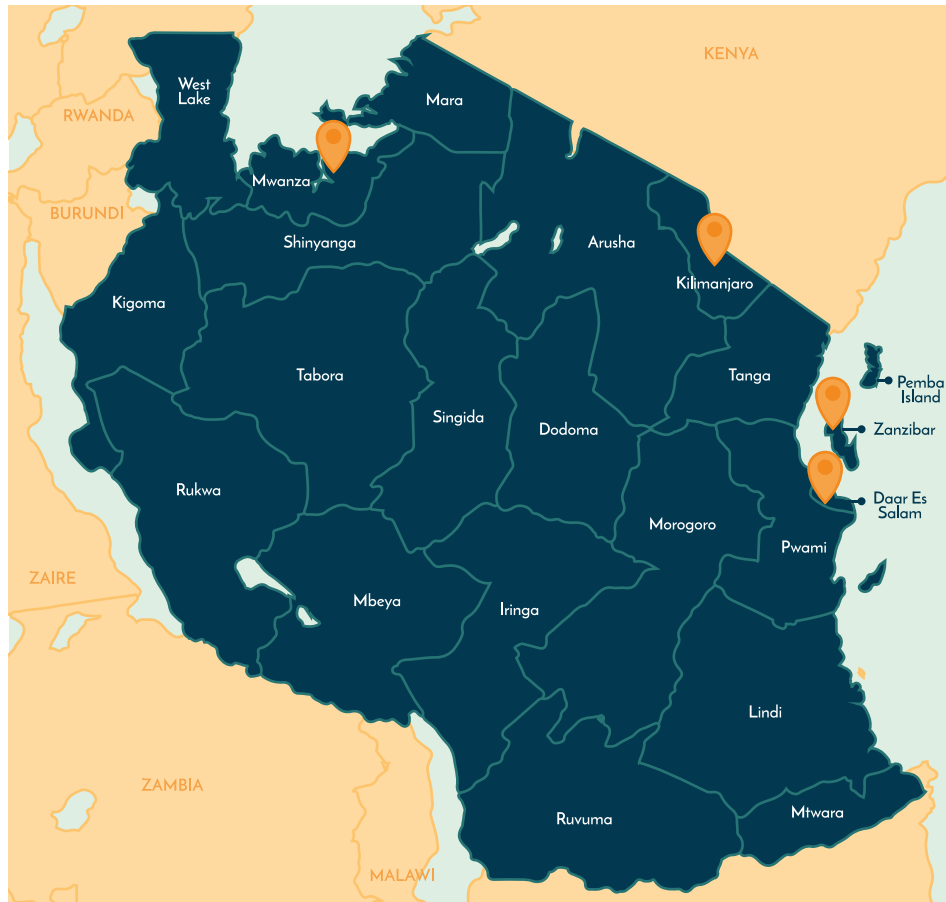 KENYA
West
Lake
Mara
RWANDA
Mwanza
BURUNDI
Shinyanga
Arusha
Kilimanjaro
Kigoma
Tabora
Tanga
Pemba
Island
Singida
Dodoma
Zanzibar
Rukwa
Daar Es
Salam
Morogoro
Pwami
ZAIRE
Mbeya
Iringa
Lindi
ZAMBIA
Ruvuma
Mtwara
MALAWI